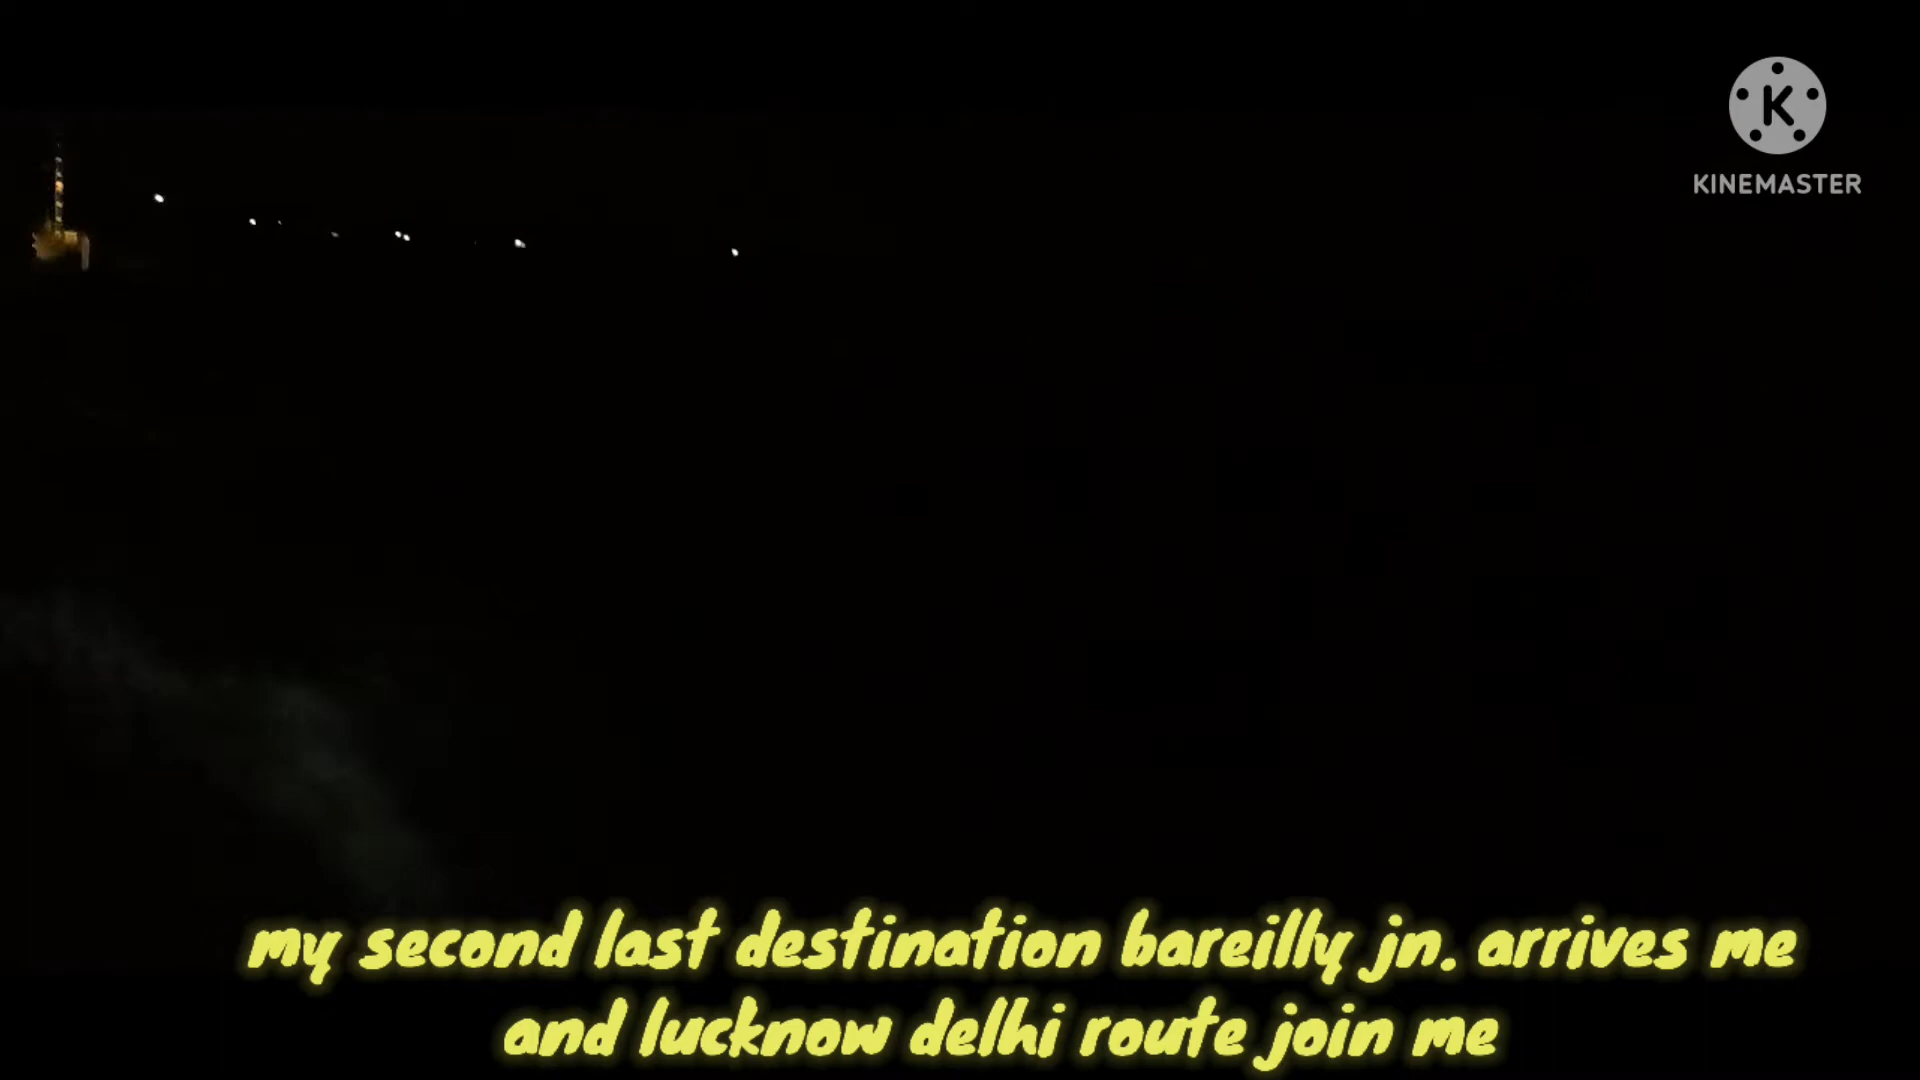 K
KINEMASTER
my second last destination bareilly jn. arrives me
and lucknow delhi route join me